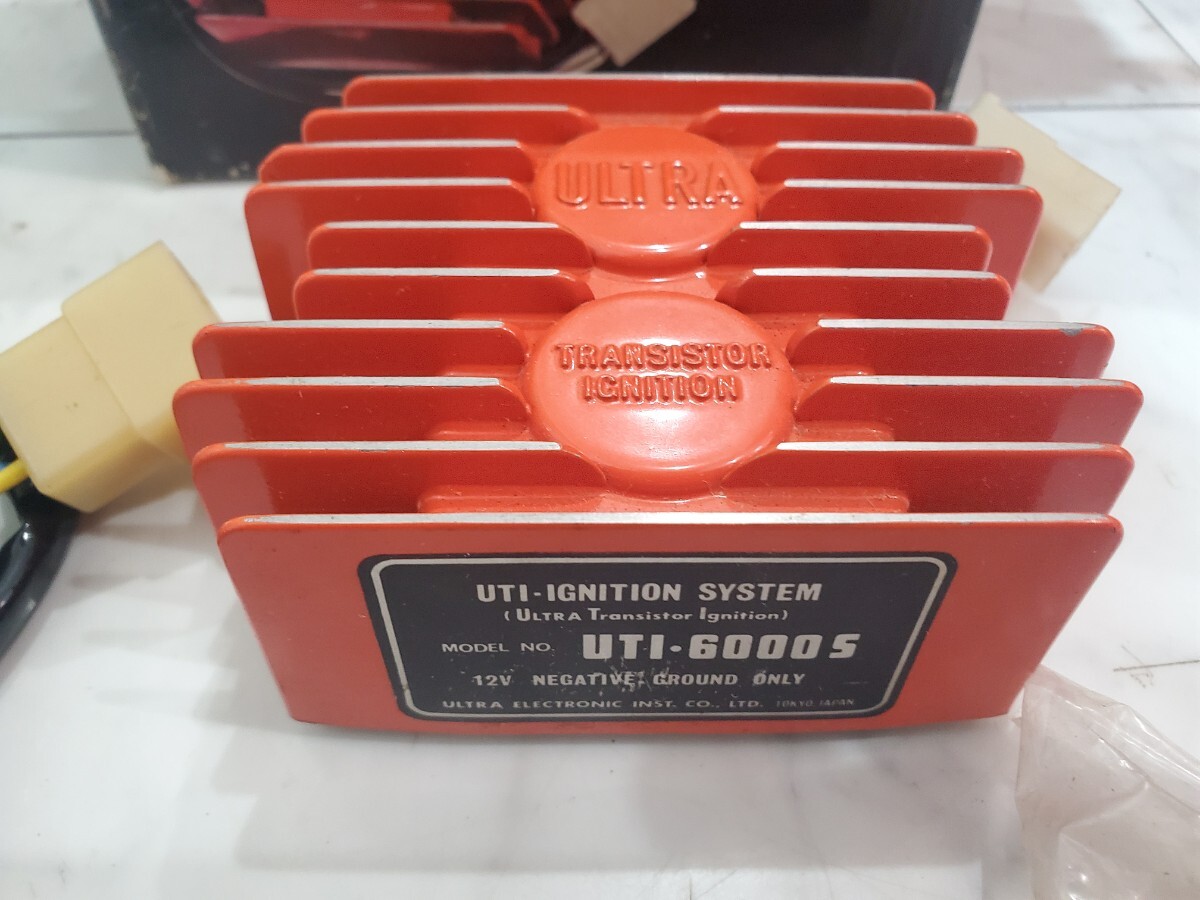 ULTRA
TRANSISTOR
IGNITION
UTI-IGNITION SYSTEM
(ULTRA Transistor Ignition)
MODEL NO. UTI·6000S
12V NEGATIVE GROUND ONLY
ULTRA ELECTRONIC INST. CO., LTD. TOKYO, JAPAN